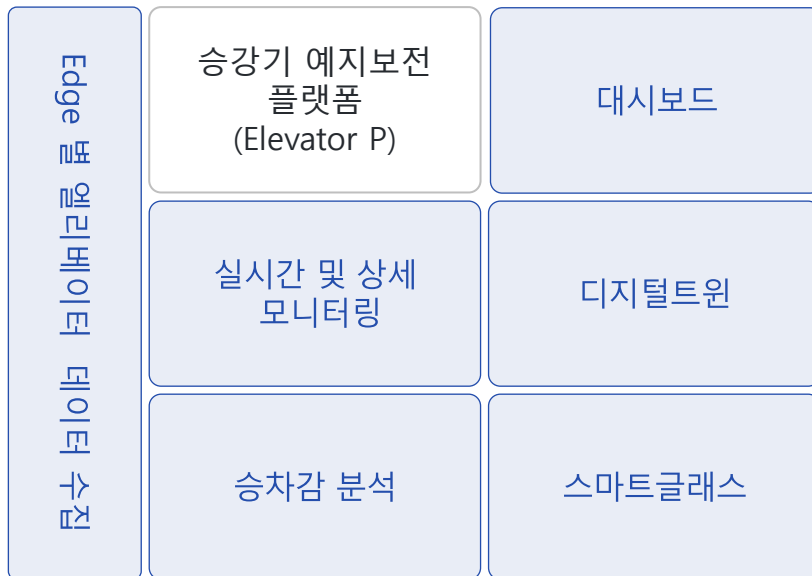 Edge 별 엘리베이터 데이터 수집
승강기 예지보전
플랫폼
(Elevator P)
대시보드
실시간 및 상세
모니터링
디지털트윈
승차감 분석
스마트글래스